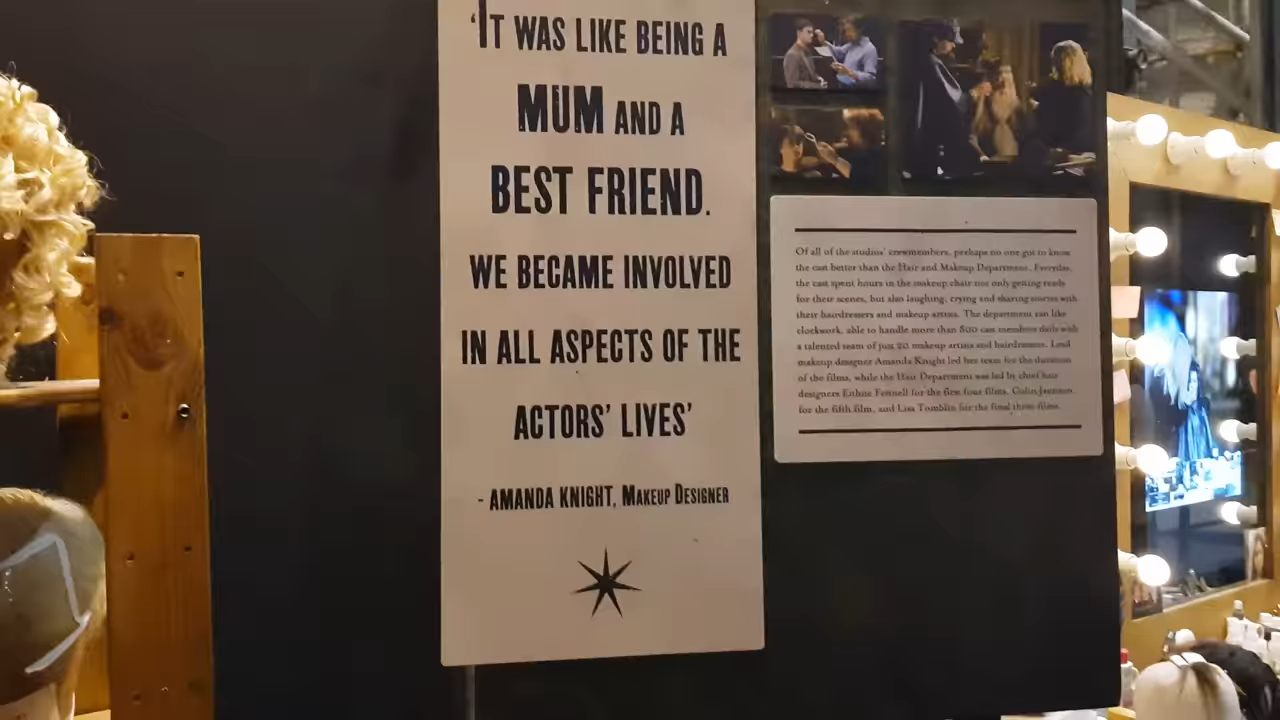 ‘IT WAS LIKE BEING A
MUM AND A
BEST FRIEND.
WE BECAME INVOLVED
IN ALL ASPECTS OF THE
ACTORS’ LIVES’
- AMANDA KNIGHT, MAKEUP DESIGNER
Of all of the studios’ crewmembers, perhaps no one got to know
the cast better than the Hair and Makeup Department. Everyday,
the cast spent hours in the makeup chair not only getting ready
for their scenes, but also laughing, crying and sharing stories with
their hairdressers and makeup artists. The department ran like
clockwork, able to handle more than 800 cast members daily with
a talented team of just 20 makeup artists and hairdressers. Lead
makeup designer Amanda Knight led her team for the duration
of the films, while the Hair Department was led by chief hair
designers Eithne Fennell for the first four films, Colin Jamison
for the fifth film, and Lisa Tomblin for the final three films.